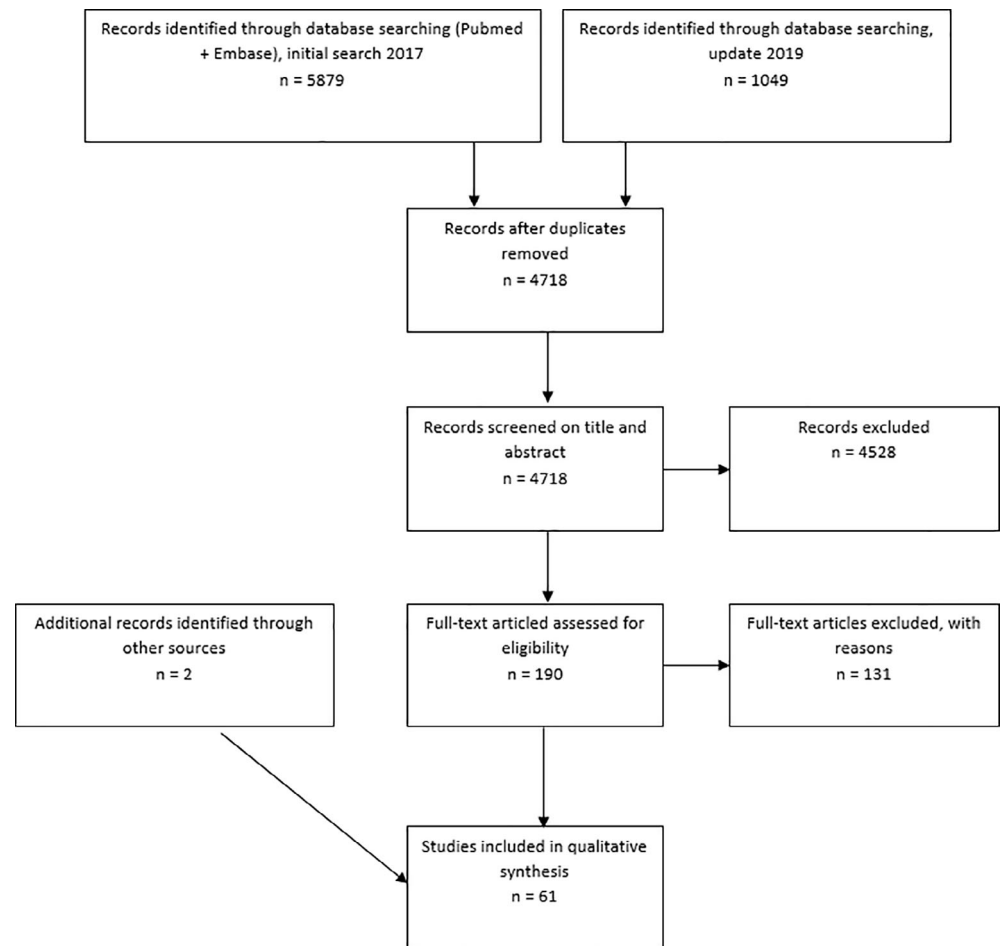 Records identified through database searching (Pubmed
+ Embase), initial search 2017
n = 5879
Records identified through database searching,
update 2019
n = 1049
Records after duplicates
removed
n = 4718
Records screened on title and
abstract
n = 4718
Records excluded
n = 4528
Additional records identified through
other sources
n = 2
Full-text articled assessed for
eligibility
n = 190
Full-text articles excluded, with
reasons
n = 131
Studies included in qualitative
synthesis
n = 61